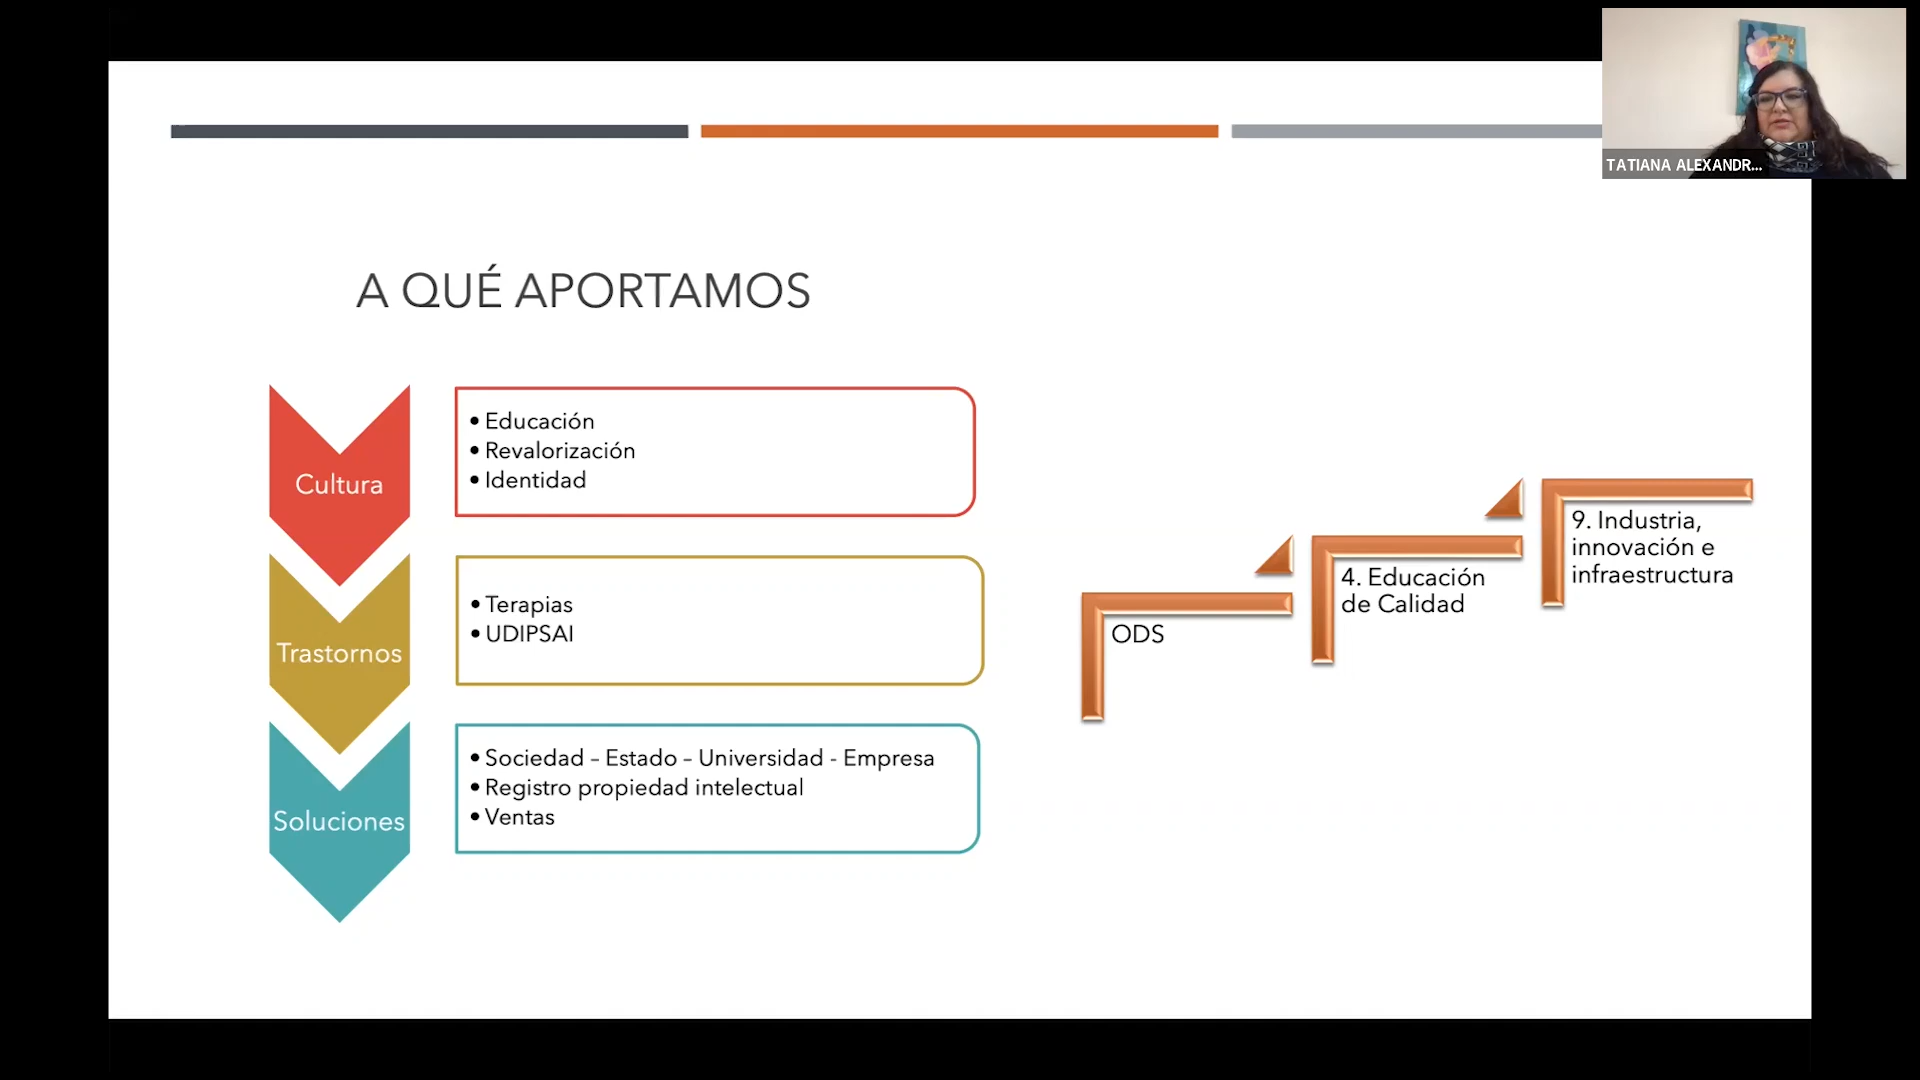 TATIANA ALEXANDR...
A QUÉ APORTAMOS
Cultura
• Educación
• Revalorización
• Identidad
Trastornos
• Terapias
• UDIPSAI
Soluciones
• Sociedad – Estado – Universidad - Empresa
• Registro propiedad intelectual
• Ventas
ODS
4. Educación
de Calidad
9. Industria,
innovación e
infraestructura